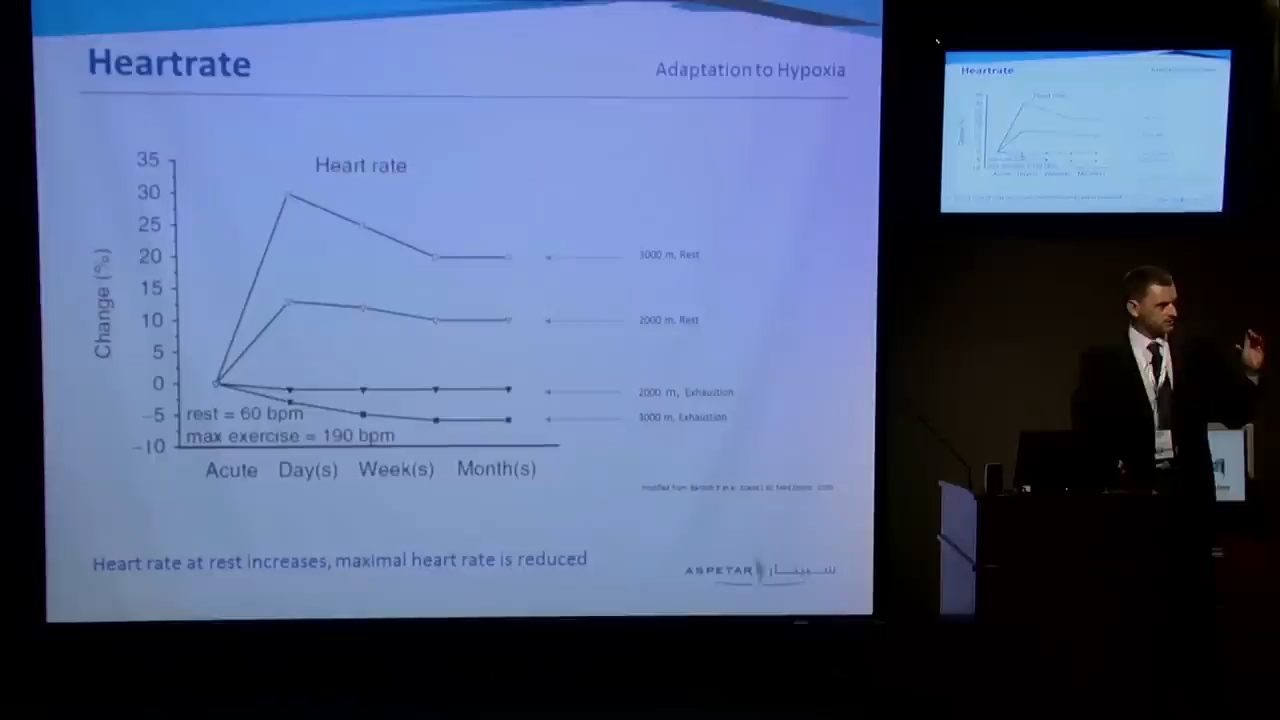 Heartrate
Adaptation to Hypoxia
Heart rate
Change (%)
35
30
25
20
15
10
5
0
–5
–10
3000 m, Rest
2000 m, Rest
2000 m, Exhaustion
3000 m, Exhaustion
rest = 60 bpm
max exercise = 190 bpm
Acute Day(s) Week(s) Month(s)
Heart rate at rest increases, maximal heart rate is reduced
ASPETAR سبيتار
Heartrate